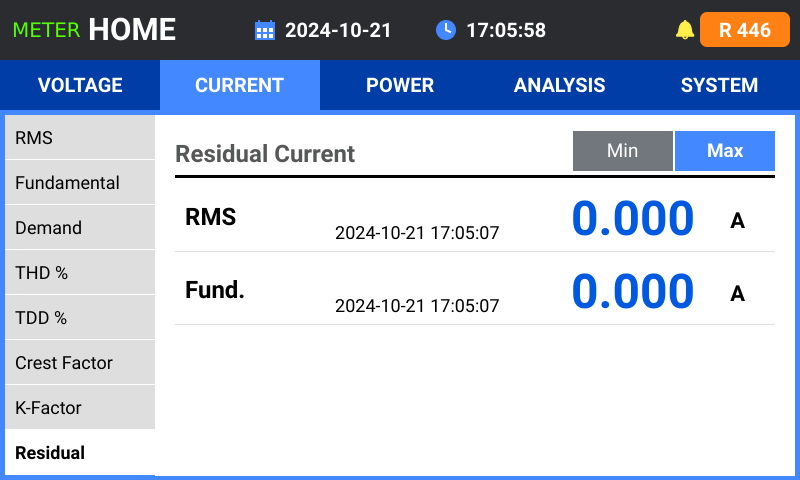 METER HOME 2024-10-21 17:05:58 R 446
VOLTAGE CURRENT POWER ANALYSIS SYSTEM
RMS
Fundamental
Demand
THD %
TDD %
Crest Factor
K-Factor
Residual
Residual Current Min Max
RMS 2024-10-21 17:05:07 0.000 A
Fund. 2024-10-21 17:05:07 0.000 A